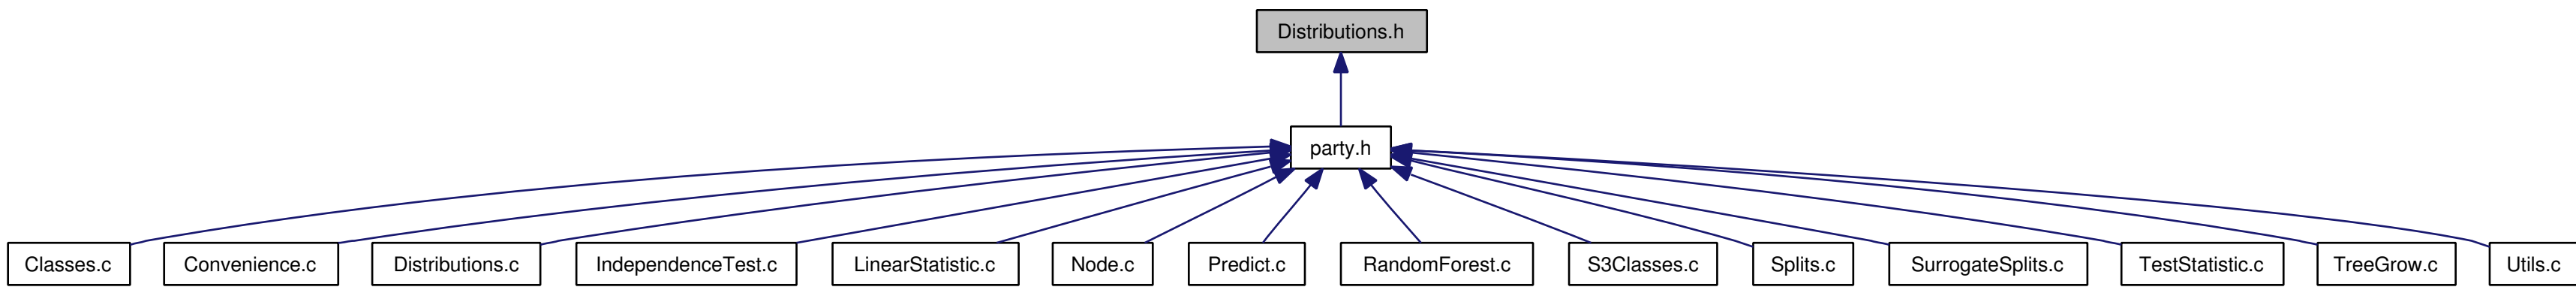 Distributions.h
party.h
Classes.c
Convenience.c
Distributions.c
IndependenceTest.c
LinearStatistic.c
Node.c
Predict.c
RandomForest.c
S3Classes.c
Splits.c
SurrogateSplits.c
TestStatistic.c
TreeGrow.c
Utils.c